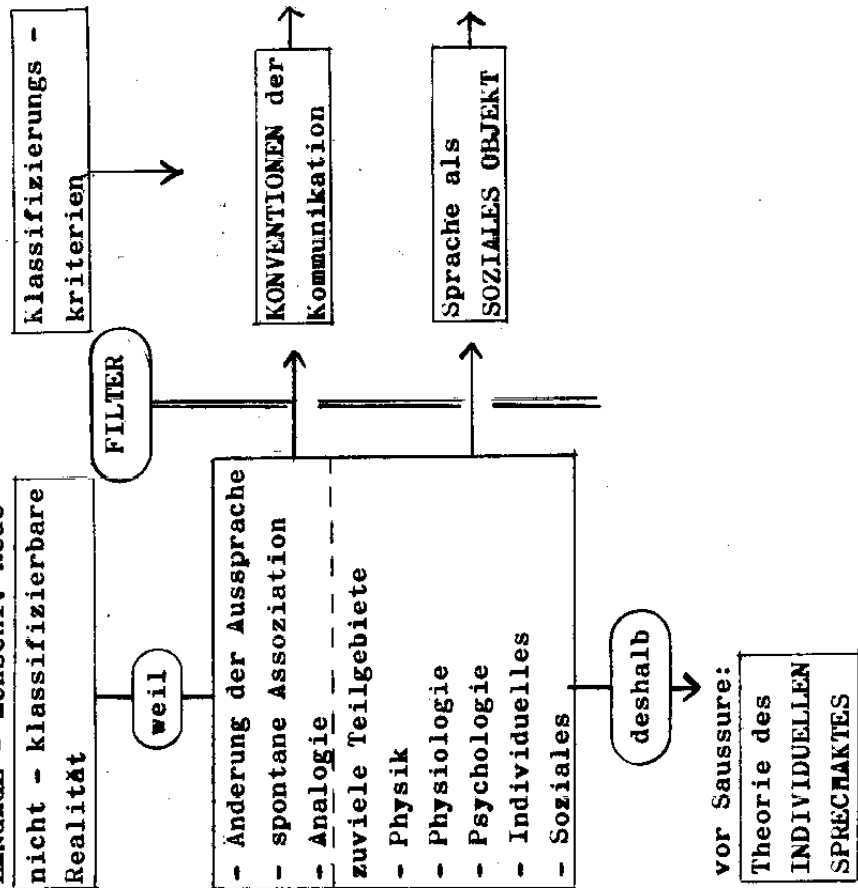 nicht - klassifizierbare
Realität
weil
- Anderung der Aussprache
- spontane Assoziation
- Analogie
zuviele Teilgebiete
- Physik
- Physiologie
- Psychologie
- Individuelles
- Soziales
deshalb
vor Saussure:
Theorie des
INDIVIDUELLEN
SPRECHAKTES
FILTER
Klassifizierungs -
kriterien
KONVENTIONEN der
Kommunikation
Sprache als
SOZIALES OBJEKT